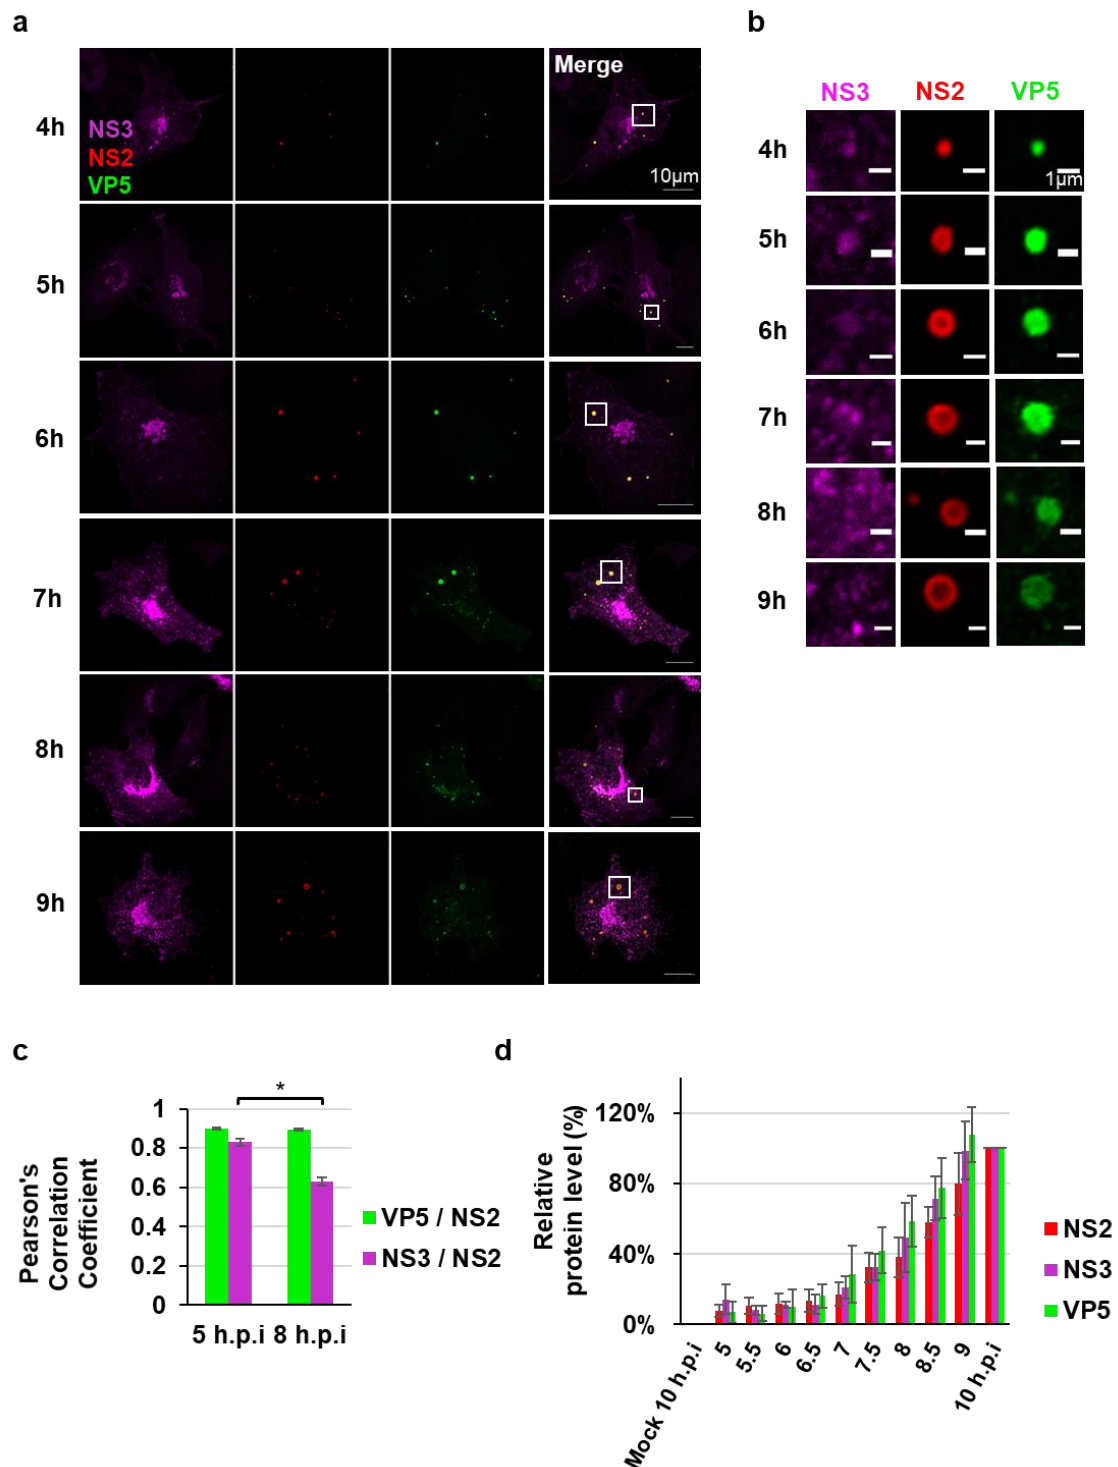 a
b
Merge
NS3 NS2 VP5
4h
NS3
NS2
VP5
10µm
4h
1µm
5h
5h
6h
6h
7h
7h
8h
8h
9h
9h
c
d
*
1
0.8
0.6
0.4
0.2
0
Pearson's
Correlation
Coefficient
VP5 / NS2
NS3 / NS2
5 h.p.i 8 h.p.i
Relative
protein level (%)
120%
80%
40%
0%
NS2
NS3
VP5
Mock 10 h.p.i
5
5.5
6
6.5
7
7.5
8
8.5
9
10 h.p.i